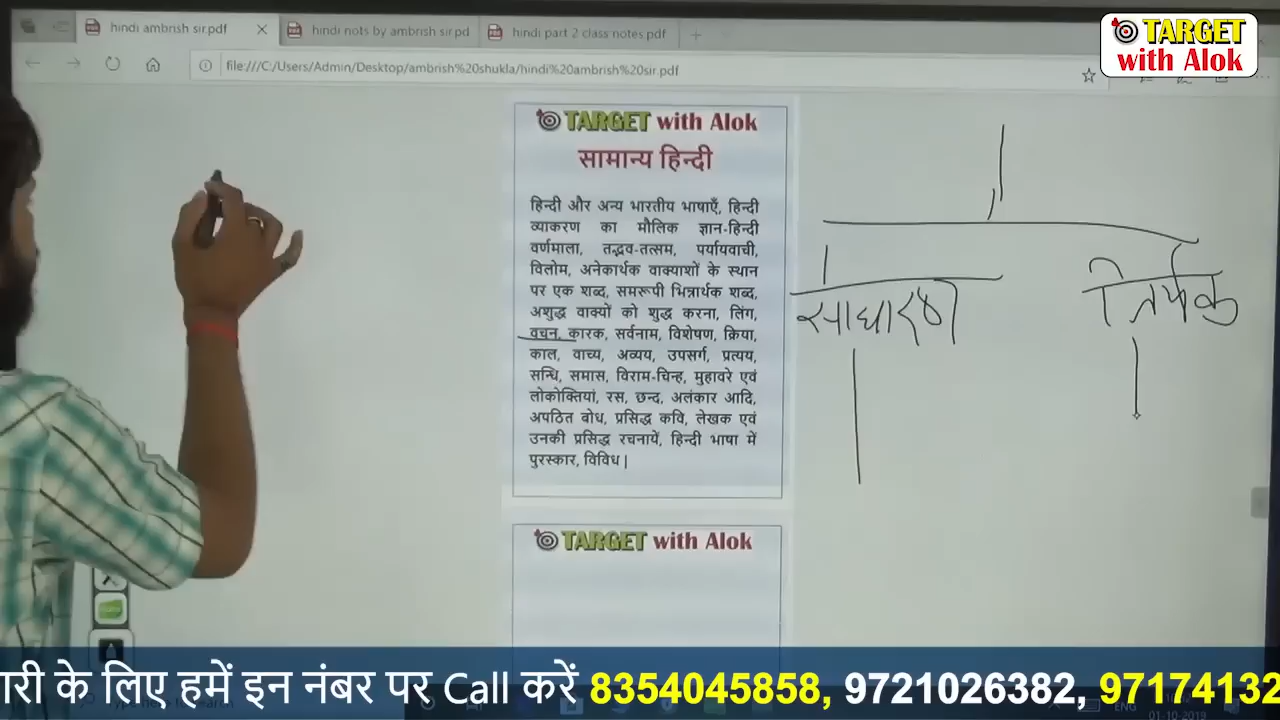 TARGET
with Alok
hindi ambrish sir.pdf
hindi nots by ambrish sir.pd
hindi part 2 class notes.pdf
file:///C:/Users/Admin/Desktop/ambrish%20shukla/hindi%20ambrish%20sir.pdf
TARGET with Alok
सामान्य हिन्दी
हिन्दी और अन्य भारतीय भाषाएँ, हिन्दी
व्याकरण का मौलिक ज्ञान-हिन्दी
वर्णमाला, तद्भव-तत्सम, पर्यायवाची,
विलोम, अनेकार्थक वाक्याशों के स्थान
पर एक शब्द, समरूपी भिन्नार्थक शब्द,
अशुद्ध वाक्यों को शुद्ध करना, लिंग,
वचन, कारक, सर्वनाम, विशेषण, क्रिया,
काल, वाच्य, अव्यय, उपसर्ग, प्रत्यय,
सन्धि, समास, विराम-चिन्ह, मुहावरे एवं
लोकोक्तियां, रस, छन्द, अलंकार आदि,
अपठित बोध, प्रसिद्ध कवि, लेखक एवं
उनकी प्रसिद्ध रचनायें, हिन्दी भाषा में
पुरस्कार, विविध |
साधारण
तिर्यक
TARGET with Alok
ारी के लिए हमें इन नंबर पर Call करें 8354045858, 9721026382, 97174132
ENG
01-10-2019